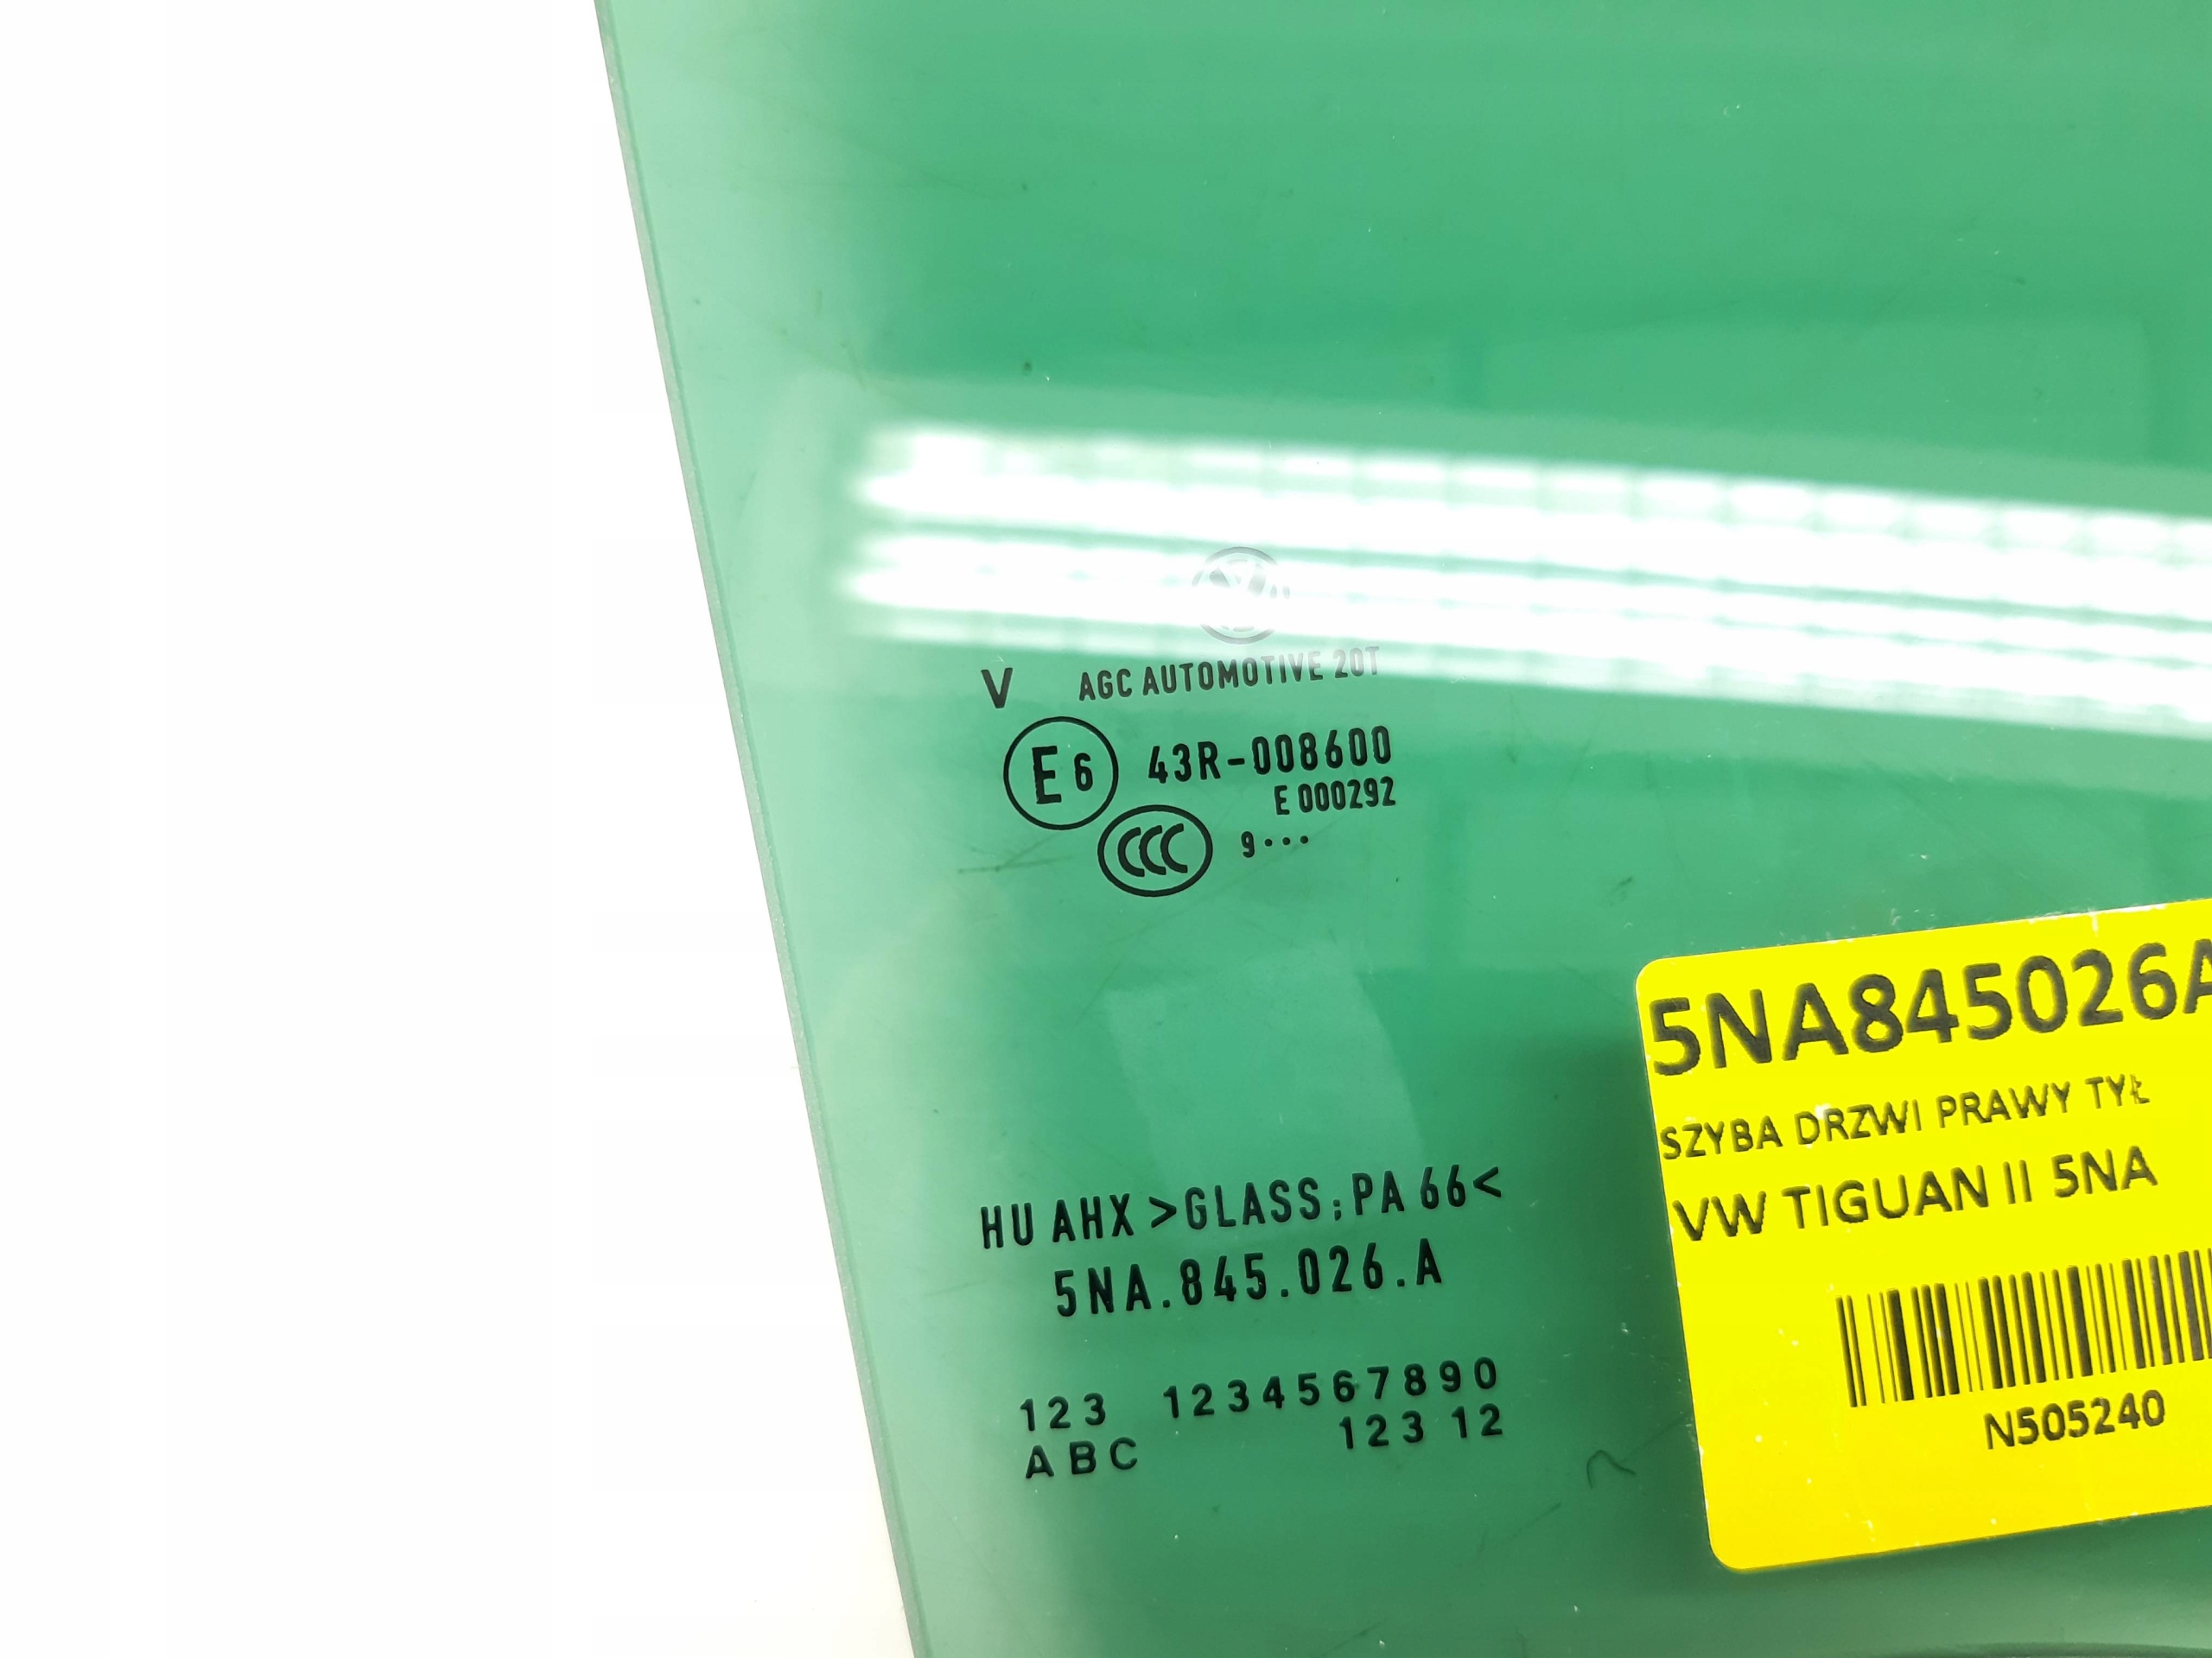 V AGC AUTOMOTIVE 20T
E6 43R-008600
E 000292
CCC 9···
HU AHX >GLASS;PA 66<
5NA.845.026.A
123 1234567890
ABC 123 12
5NA845026A
SZYBA DRZWI PRAWY TYŁ
VW TIGUAN II 5NA
N505240